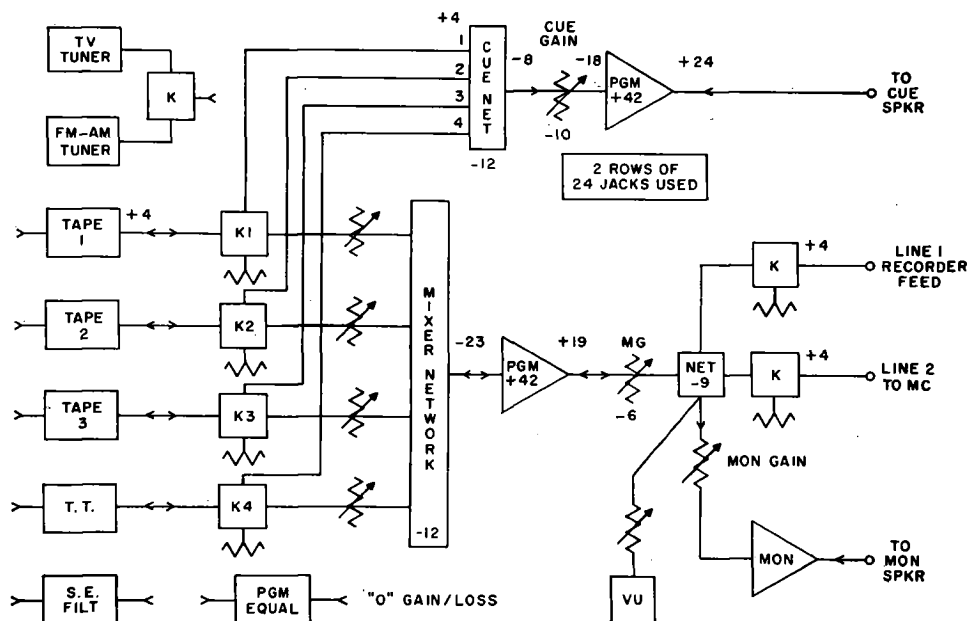 TV
TUNER
K
FM-AM
TUNER
+4
1
2
3
4
CUE NET
-12
-8
CUE
GAIN
-10
-18
PGM
+42
+24
TO
CUE
SPKR
2 ROWS OF
24 JACKS USED
TAPE
1
+4
K1
TAPE
2
K2
TAPE
3
K3
T.T.
K4
MIXER NETWORK
-12
-23
PGM
+42
+19
MG
-6
NET
-9
K
+4
LINE 1
RECORDER
FEED
K
+4
LINE 2
TO MC
MON GAIN
MON
TO
MON
SPKR
VU
S.E.
FILT
PGM
EQUAL
"0" GAIN/LOSS